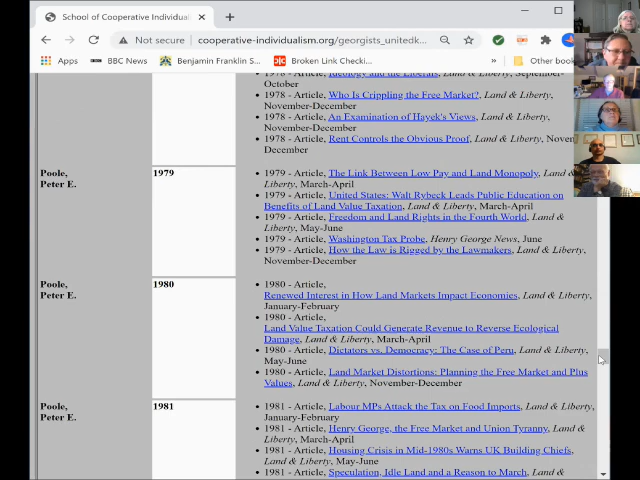 School of Cooperative Individual
Not secure cooperative-individualism.org/georgists_unitedk...
Apps BBC News Benjamin Franklin S... Broken Link Checki... » Other book
1978 - Article, Ideology and the Liberals, Land & Liberty, September-
October
1978 - Article, Who Is Crippling the Free Market?, Land & Liberty,
November-December
1978 - Article, An Examination of Hayek's Views, Land & Liberty,
November-December
1978 - Article, Rent Controls the Obvious Proof, Land & Liberty, Novem
December
Poole,
Peter E.
1979
1979 - Article, The Link Between Low Pay and Land Monopoly, Land &
Liberty, March-April
1979 - Article, United States: Walt Rybeck Leads Public Education on
Benefits of Land Value Taxation, Land & Liberty, March-April
1979 - Article, Freedom and Land Rights in the Fourth World, Land &
Liberty, May-June
1979 - Article, Washington Tax Probe, Henry George News, June
1979 - Article, How the Law is Rigged by the Lawmakers, Land & Liberty,
November-December
Poole,
Peter E.
1980
1980 - Article,
Renewed Interest in How Land Markets Impact Economies, Land & Liberty,
January-February
1980 - Article,
Land Value Taxation Could Generate Revenue to Reverse Ecological
Damage, Land & Liberty, March-April
1980 - Article, Dictators vs. Democracy: The Case of Peru, Land & Liberty,
May-June
1980 - Article, Land Market Distortions: Planning the Free Market and Plus
Values, Land & Liberty, November-December
Poole,
Peter E.
1981
1981 - Article, Labour MPs Attack the Tax on Food Imports, Land & Liberty,
January-February
1981 - Article, Henry George, the Free Market and Union Tyranny, Land &
Liberty, March-April
1981 - Article, Housing Crisis in Mid-1980s Warns UK Building Chiefs,
Land & Liberty, May-June
1981 - Article, Speculation, Idle Land and a Reason to March, Land &